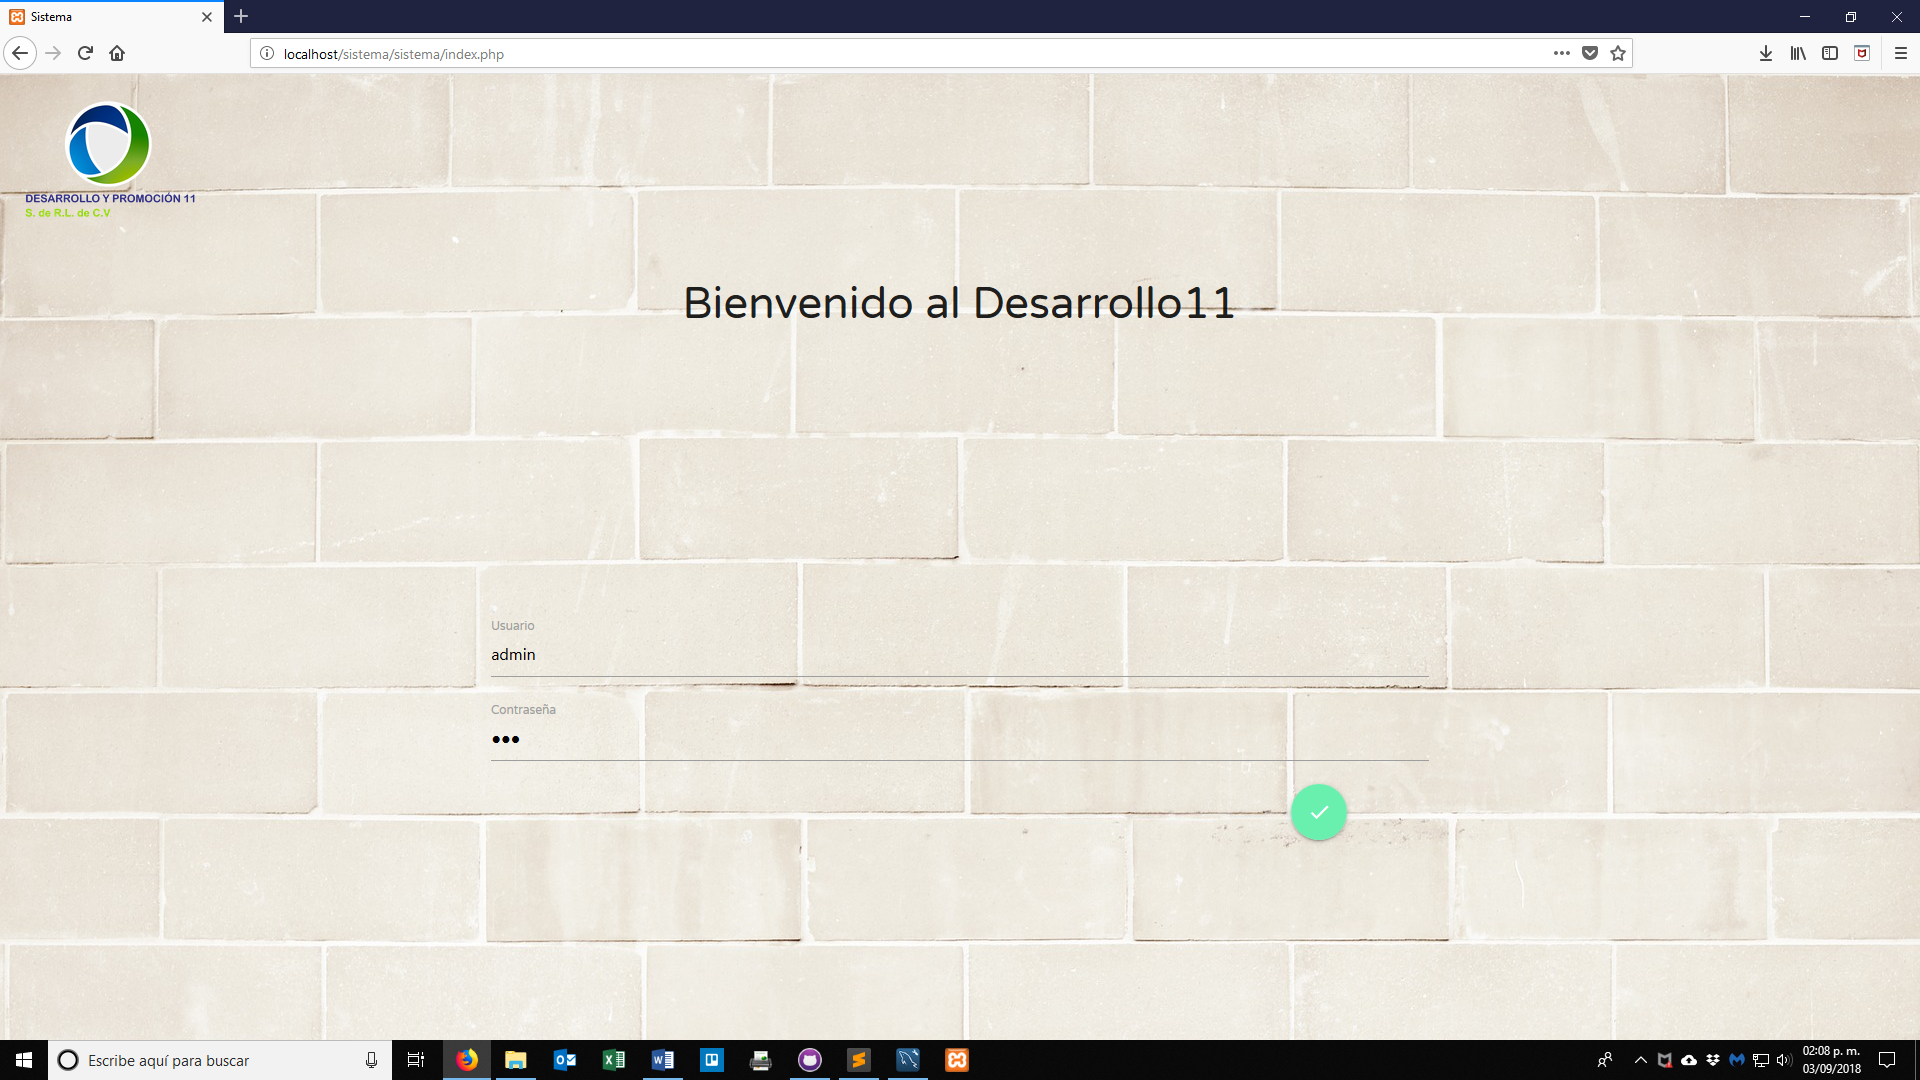 Sistema
localhost/sistema/sistema/index.php
DESARROLLO Y PROMOCIÓN 11
S. de R.L. de C.V
Bienvenido al Desarrollo11
Usuario
admin
Contraseña
Escribe aquí para buscar
02:08 p. m.
03/09/2018